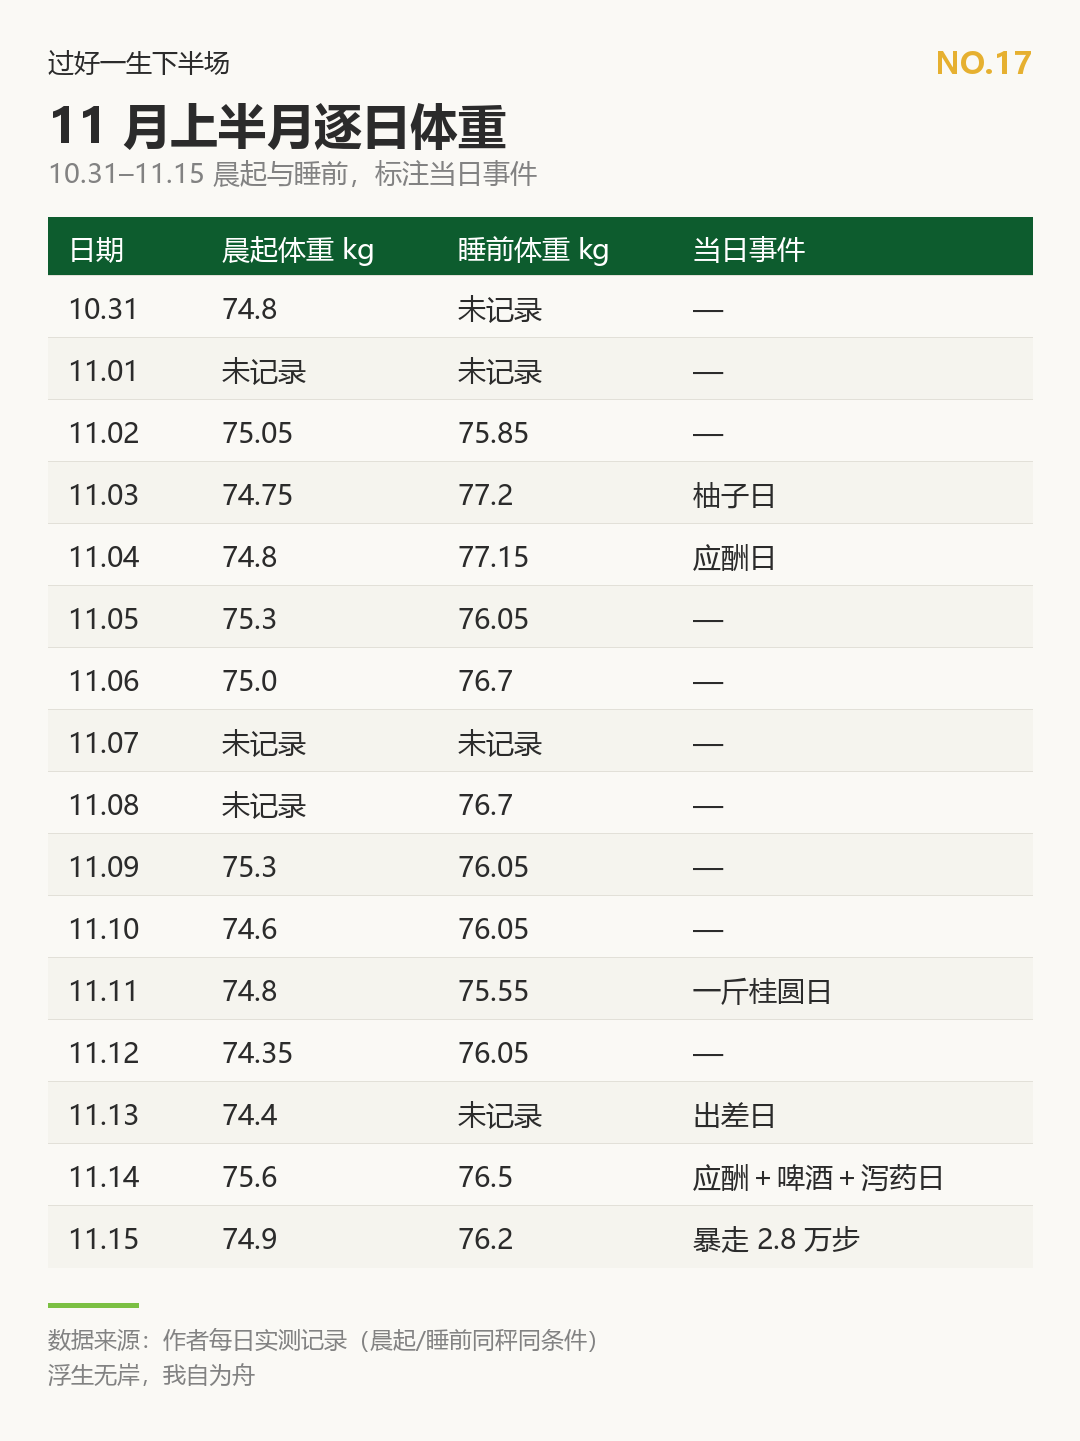 过好一生下半场 NO.17
11 月上半月逐日体重
10.31–11.15 晨起与睡前，标注当日事件
日期 晨起体重 kg 睡前体重 kg 当日事件
10.31 74.8 未记录 —
11.01 未记录 未记录 —
11.02 75.05 75.85 —
11.03 74.75 77.2 柚子日
11.04 74.8 77.15 应酬日
11.05 75.3 76.05 —
11.06 75.0 76.7 —
11.07 未记录 未记录 —
11.08 未记录 76.7 —
11.09 75.3 76.05 —
11.10 74.6 76.05 —
11.11 74.8 75.55 一斤桂圆日
11.12 74.35 76.05 —
11.13 74.4 未记录 出差日
11.14 75.6 76.5 应酬 + 啤酒 + 泻药日
11.15 74.9 76.2 暴走 2.8 万步
数据来源：作者每日实测记录（晨起/睡前同秤同条件）
浮生无岸，我自为舟